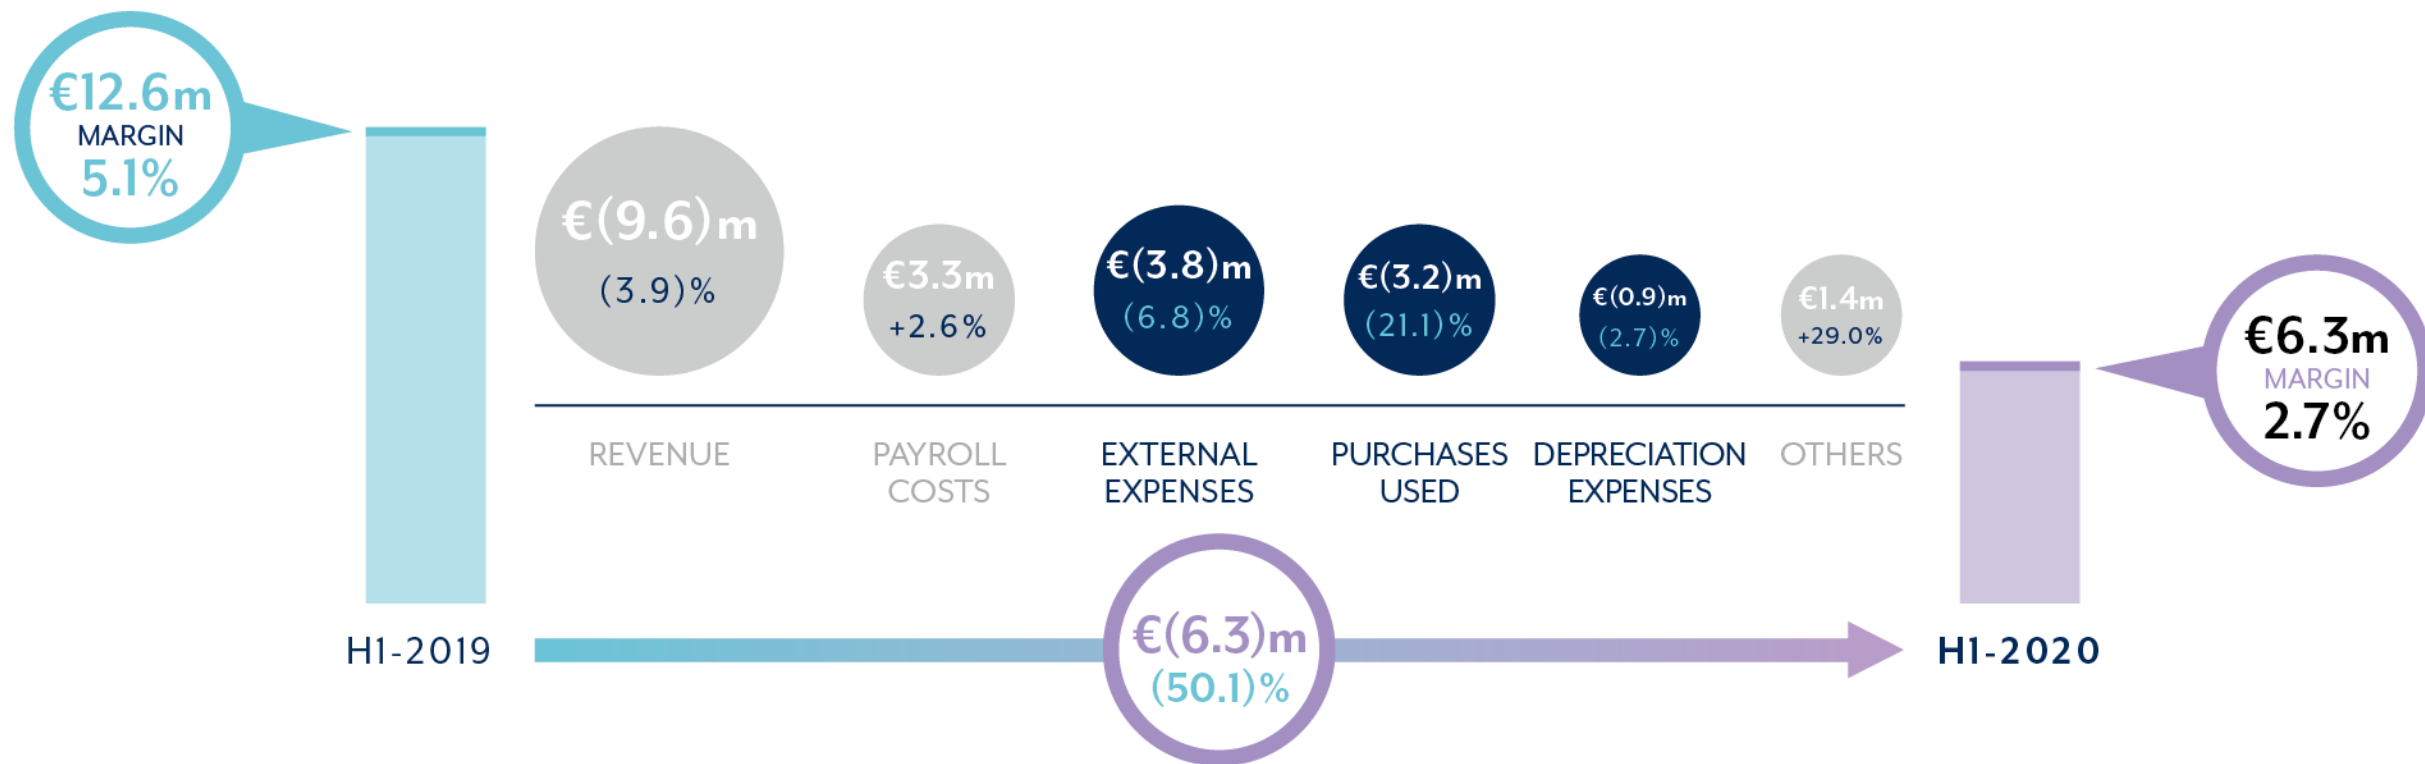 €12.6m
MARGIN
5.1%
€(9.6)m
(3.9)%
€3.3m
+2.6%
€(3.8)m
(6.8)%
€(3.2)m
(21.1)%
€(0.9)m
(2.7)%
€1.4m
+29.0%
€6.3m
MARGIN
2.7%
REVENUE
PAYROLL
COSTS
EXTERNAL
EXPENSES
PURCHASES
USED
DEPRECIATION
EXPENSES
OTHERS
H1-2019
€(6.3)m
(50.1)%
H1-2020